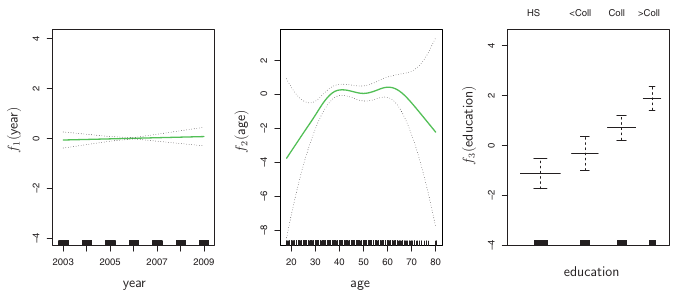 HS <Coll Coll >Coll
4
2
0
-2
-4
f1(year)
2003 2005 2007 2009
year
2
0
-2
-4
-6
-8
f2(age)
20 30 40 50 60 70 80
age
4
2
0
-2
-4
f3(education)
education